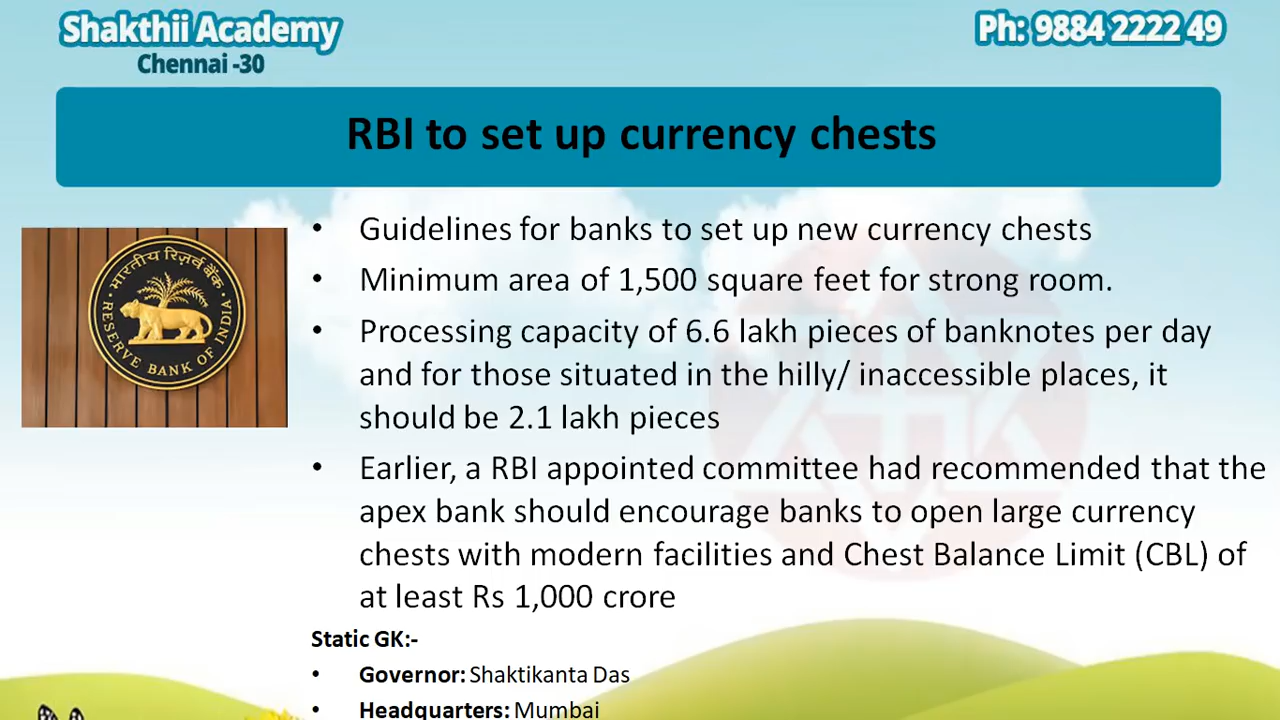 Shakthii Academy
Chennai -30
Ph: 9884 2222 49
RBI to set up currency chests
भारतीय रिज़र्व बैंक
RESERVE BANK OF INDIA
• Guidelines for banks to set up new currency chests
• Minimum area of 1,500 square feet for strong room.
• Processing capacity of 6.6 lakh pieces of banknotes per day
and for those situated in the hilly/ inaccessible places, it
should be 2.1 lakh pieces
• Earlier, a RBI appointed committee had recommended that the
apex bank should encourage banks to open large currency
chests with modern facilities and Chest Balance Limit (CBL) of
at least Rs 1,000 crore
Static GK:-
• Governor: Shaktikanta Das
• Headquarters: Mumbai